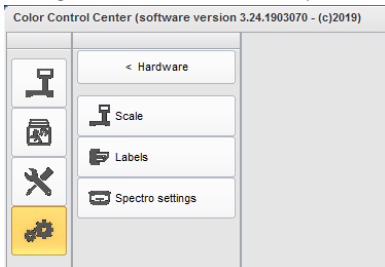 Color Control Center (software version 3.24.1903070 - (c)2019)
< Hardware
Scale
Labels
Spectro settings